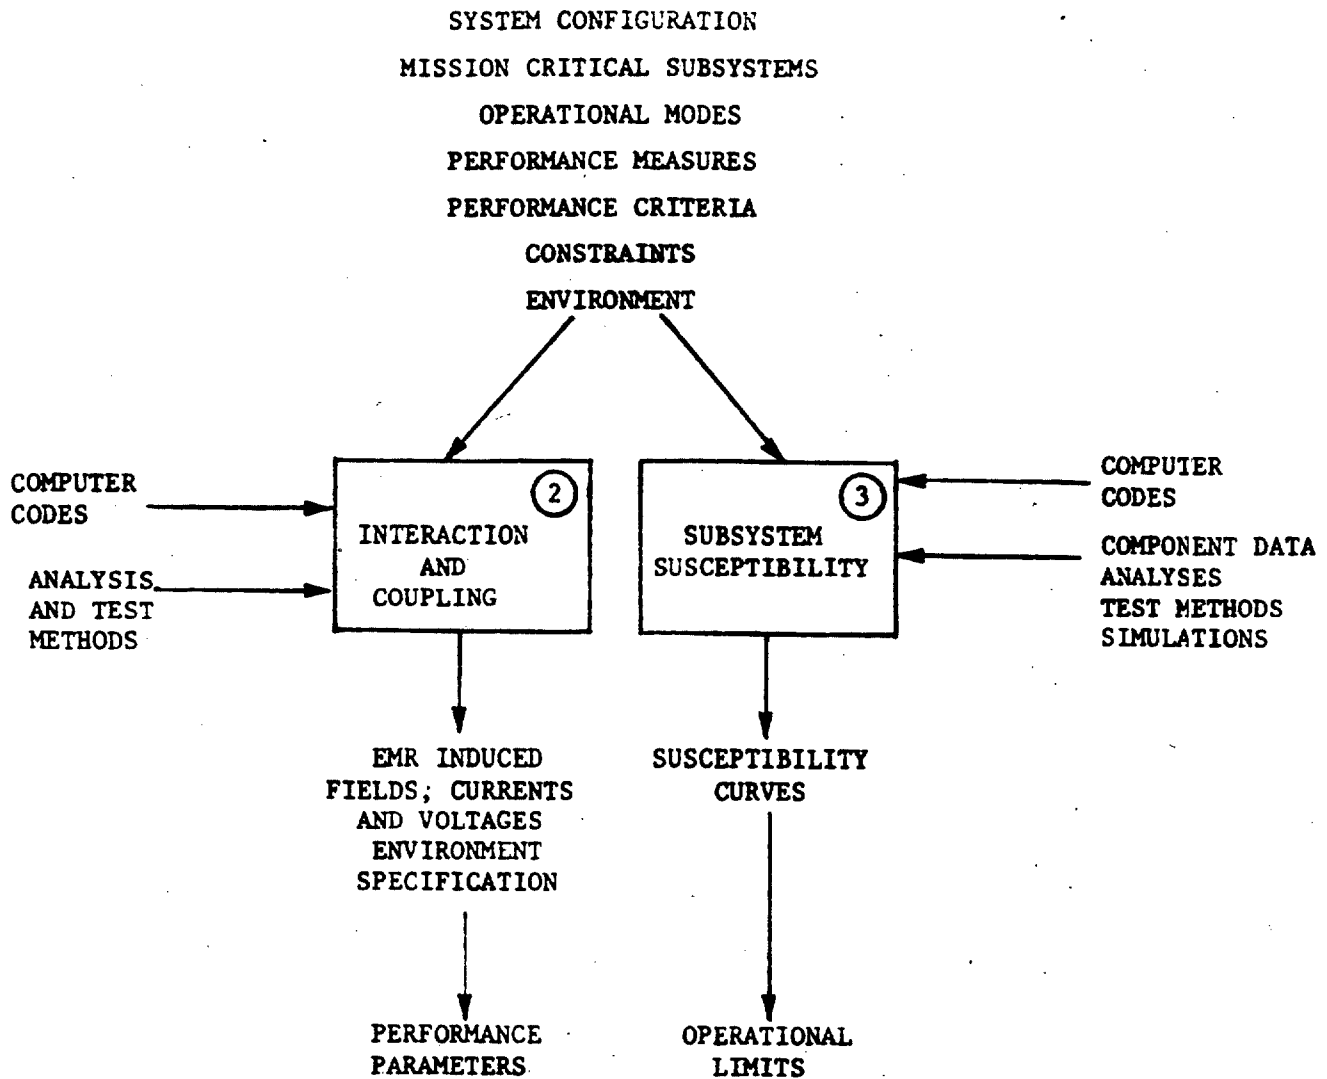 SYSTEM CONFIGURATION
MISSION CRITICAL SUBSYSTEMS
OPERATIONAL MODES
PERFORMANCE MEASURES
PERFORMANCE CRITERIA
CONSTRAINTS
ENVIRONMENT
COMPUTER
CODES
ANALYSIS
AND TEST
METHODS
2
INTERACTION
AND
COUPLING
3
SUBSYSTEM
SUSCEPTIBILITY
COMPUTER
CODES
COMPONENT DATA
ANALYSES
TEST METHODS
SIMULATIONS
EMR INDUCED
FIELDS; CURRENTS
AND VOLTAGES
ENVIRONMENT
SPECIFICATION
SUSCEPTIBILITY
CURVES
PERFORMANCE
PARAMETERS
OPERATIONAL
LIMITS